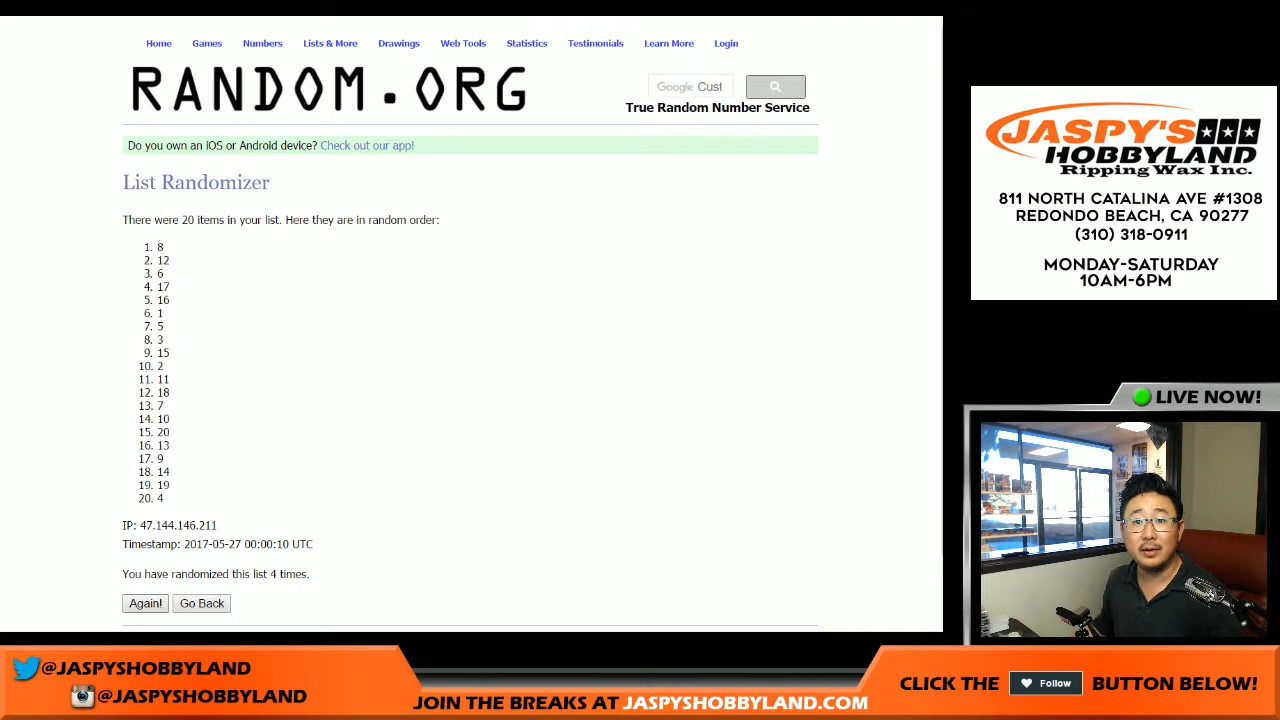 Home Games Numbers Lists & More Drawings Web Tools Statistics Testimonials Learn More Login
RANDOM.ORG
Google Cust
True Random Number Service
Do you own an iOS or Android device? Check out our app!
List Randomizer
There were 20 items in your list. Here they are in random order:
1. 8
2. 12
3. 6
4. 17
5. 16
6. 1
7. 5
8. 3
9. 15
10. 2
11. 11
12. 18
13. 7
14. 10
15. 20
16. 13
17. 9
18. 14
19. 19
20. 4
IP: 47.144.146.211
Timestamp: 2017-05-27 00:00:10 UTC
You have randomized this list 4 times.
Again! Go Back
JASPY'S
HOBBYLAND
Ripping Wax Inc.
811 NORTH CATALINA AVE #1308
REDONDO BEACH, CA 90277
(310) 318-0911
MONDAY-SATURDAY
10AM-6PM
LIVE NOW!
@JASPYSHOBBYLAND
@JASPYSHOBBYLAND
JOIN THE BREAKS AT JASPYSHOBBYLAND.COM
CLICK THE Follow BUTTON BELOW!